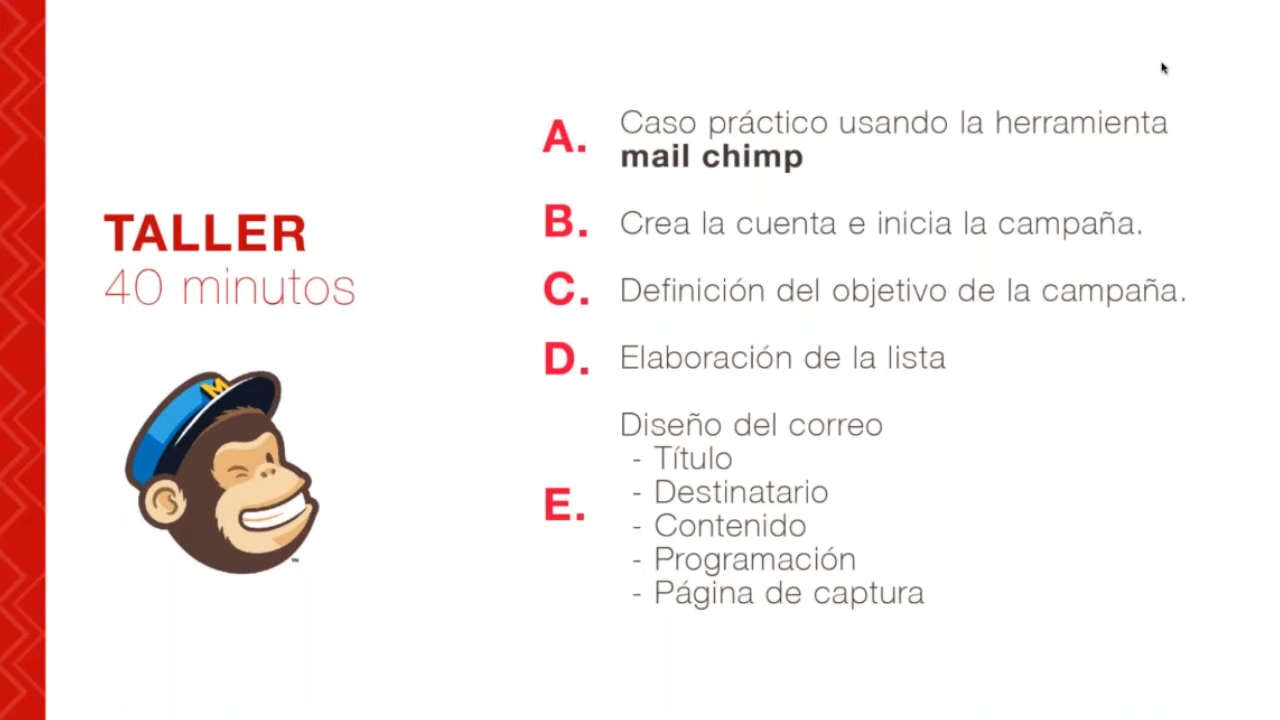 TALLER
40 minutos
A. Caso práctico usando la herramienta
mail chimp
B. Crea la cuenta e inicia la campaña.
C. Definición del objetivo de la campaña.
D. Elaboración de la lista
E. Diseño del correo
- Título
- Destinatario
- Contenido
- Programación
- Página de captura
M
™